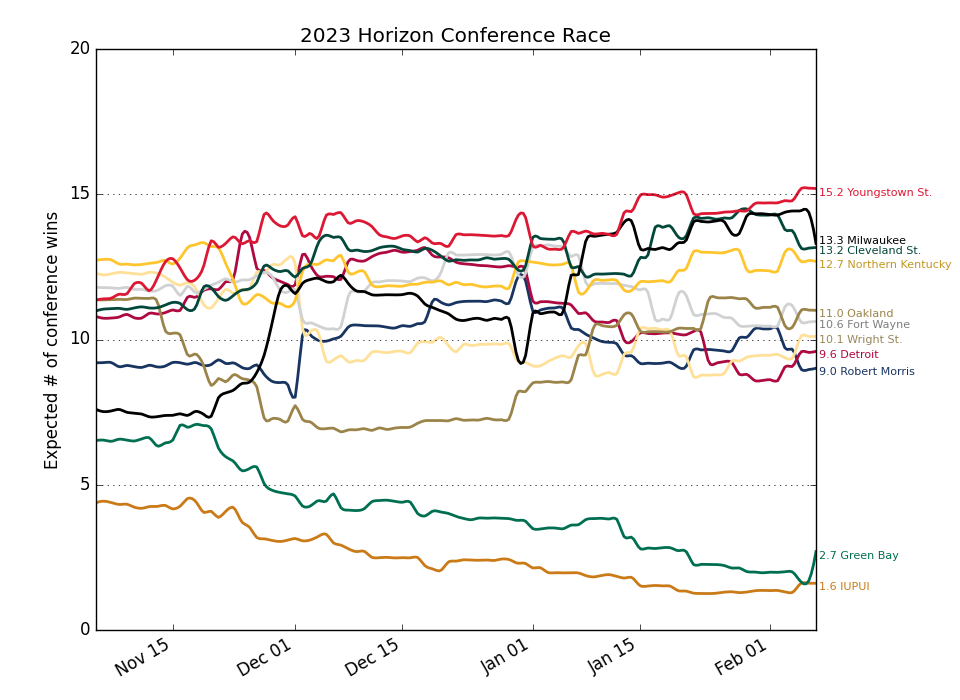 2023 Horizon Conference Race
Expected # of conference wins
20
15
10
5
0
Nov 15
Dec 01
Dec 15
Jan 01
Jan 15
Feb 01
15.2 Youngstown St.
13.3 Milwaukee
13.2 Cleveland St.
12.7 Northern Kentucky
11.0 Oakland
10.6 Fort Wayne
10.1 Wright St.
9.6 Detroit
9.0 Robert Morris
2.7 Green Bay
1.6 IUPUI